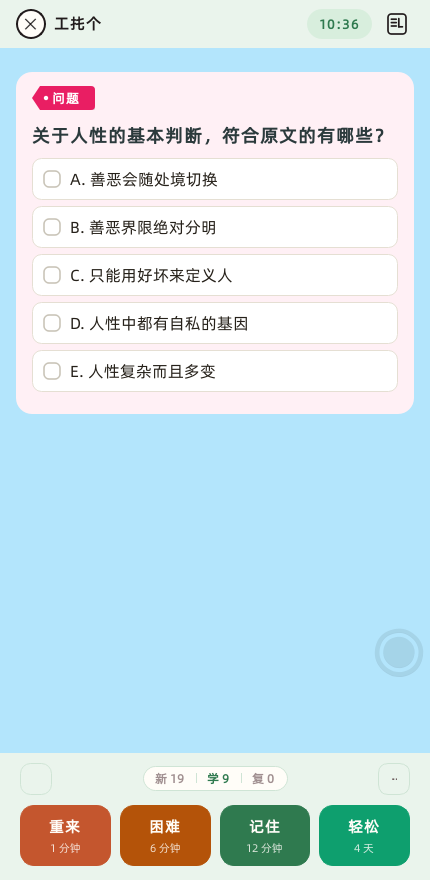 工共个
10:36
问题
关于人性的基本判断，符合原文的有哪些？
A. 善恶会随处境切换
B. 善恶界限绝对分明
C. 只能用好坏来定义人
D. 人性中都有自私的基因
E. 人性复杂而且多变
新 19 学 9 复 0
重来 困难 记住 轻松
1 分钟 6 分钟 12 分钟 4 天